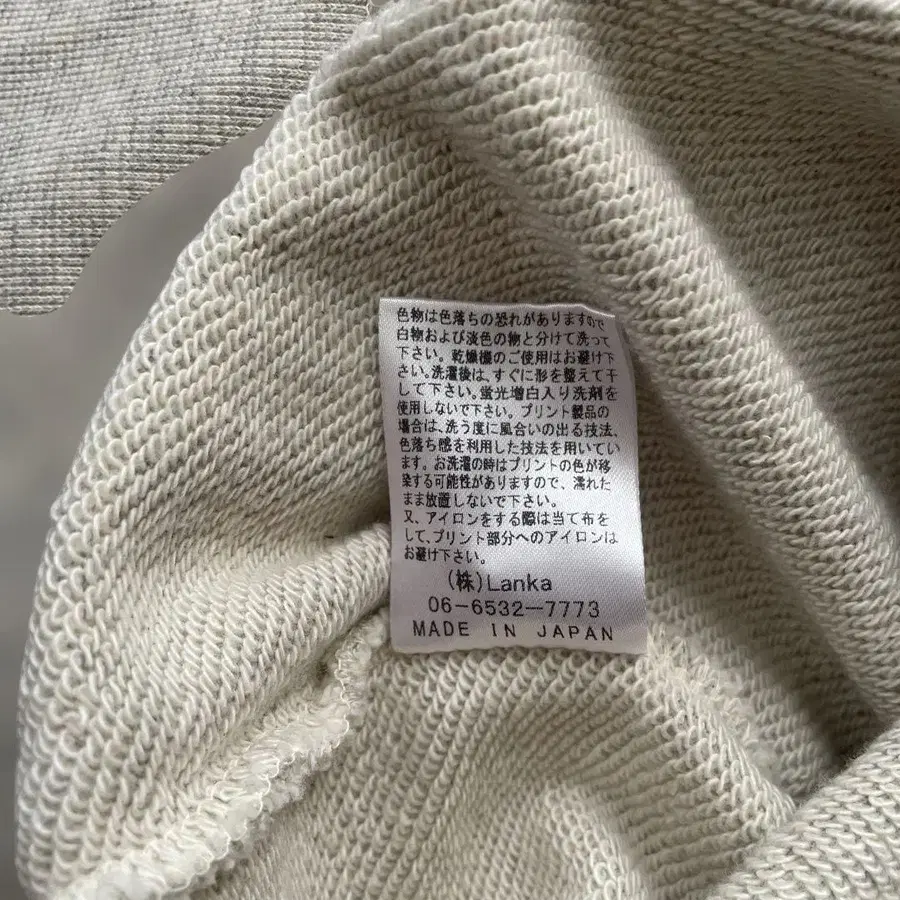 色物は色落ちの恐れがありますので
白物および淡色の物と分けて洗って
下さい。乾燥機のご使用はお避け下
さい。洗濯後は、すぐに形を整えて干
して下さい。蛍光増白入り洗剤を
使用しないで下さい。プリント製品の
場合は、洗う度に風合いの出る技法、
色落ち感を利用した技法を用いてい
ます。お洗濯の時はプリントの色が移
染する可能性がありますので、濡れた
まま放置しないで下さい。
又、アイロンをする際は当て布を
して、プリント部分へのアイロンは
お避け下さい。
(株)Lanka
06-6532-7773
MADE IN JAPAN